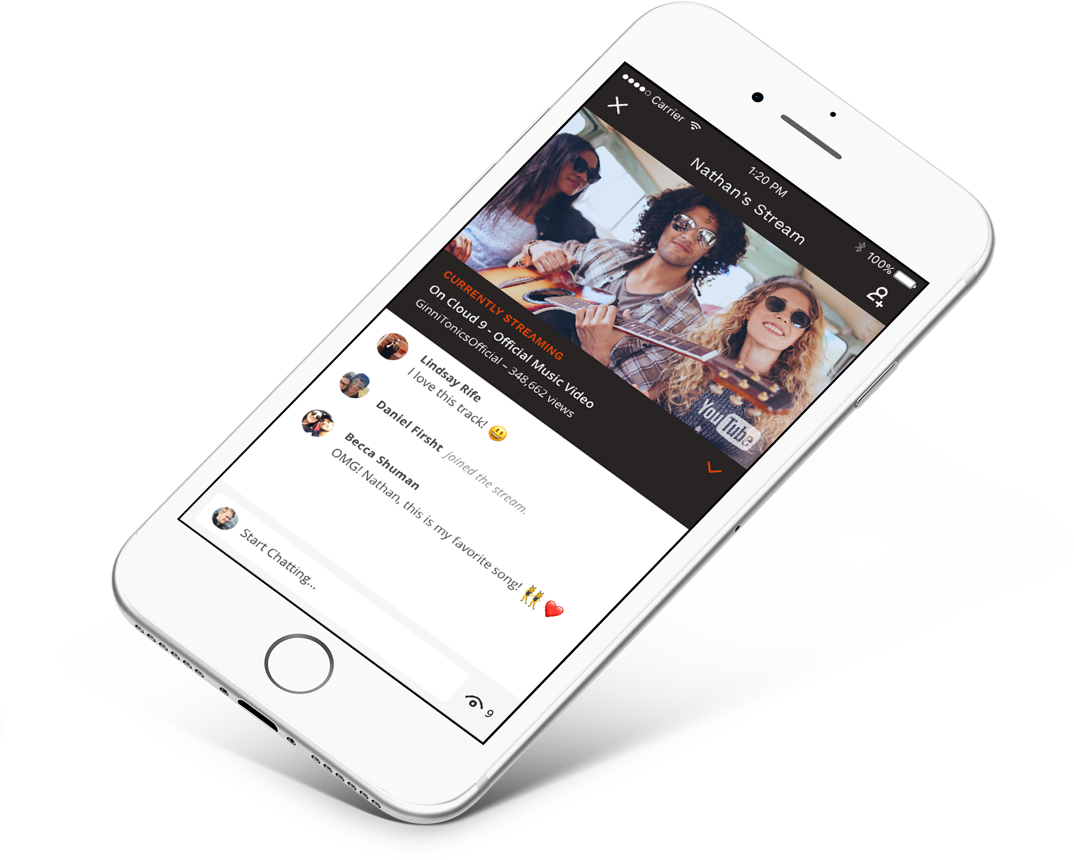 Carrier
1:20 PM
100%
Nathan's Stream
YouTube
CURRENTLY STREAMING
On Cloud 9 - Official Music Video
GinniTonicsOfficial – 348,662 views
Lindsay Rife
I love this track! 😃
Daniel Firsht joined the stream.
Becca Shuman
OMG! Nathan, this is my favorite song! 👯❤️
Start Chatting...
9